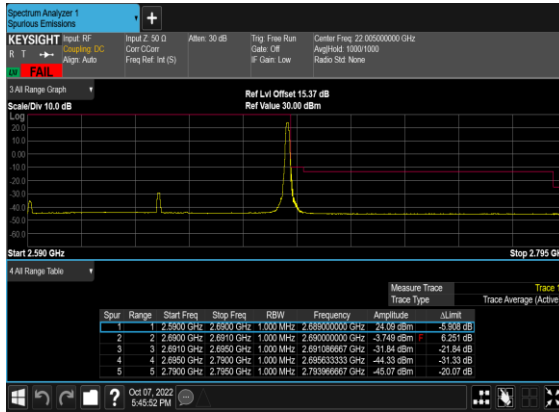 Spectrum Analyzer 1
Spurious Emissions
+
KEYSIGHT Input: RF Input Z: 50 Ω Atten: 30 dB Trig: Free Run Center Freq: 22.005000000 GHz
R T Coupling: DC Corr CCorr Gate: Off Avg|Hold: 1000/1000
Align: Auto Freq Ref: Int (S) IF Gain: Low Radio Std: None
LV FAIL
3 All Range Graph
Ref Lvl Offset 15.37 dB
Scale/Div 10.0 dB Ref Value 30.00 dBm
Log
20.0
10.0
0.00
-10.0
-20.0
-30.0
-40.0
-50.0
-60.0
Start 2.590 GHz Stop 2.795 GH
4 All Range Table
Measure Trace Trace 1
Trace Type Trace Average (Active
Spur Range Start Freq Stop Freq RBW Frequency Amplitude ΔLimit
1 1 2.5900 GHz 2.6900 GHz 1.000 MHz 2.689000000 GHz 24.09 dBm -5.908 dB
2 2 2.6900 GHz 2.6910 GHz 1.000 MHz 2.690000000 GHz -3.749 dBm F 6.251 dB
3 3 2.6910 GHz 2.6950 GHz 1.000 MHz 2.691086667 GHz -31.84 dBm -21.84 dB
4 4 2.6950 GHz 2.7900 GHz 1.000 MHz 2.695633333 GHz -44.33 dBm -31.33 dB
5 5 2.7900 GHz 2.7950 GHz 1.000 MHz 2.793966667 GHz -45.07 dBm -20.07 dB
? Oct 07, 2022
5:45:52 PM